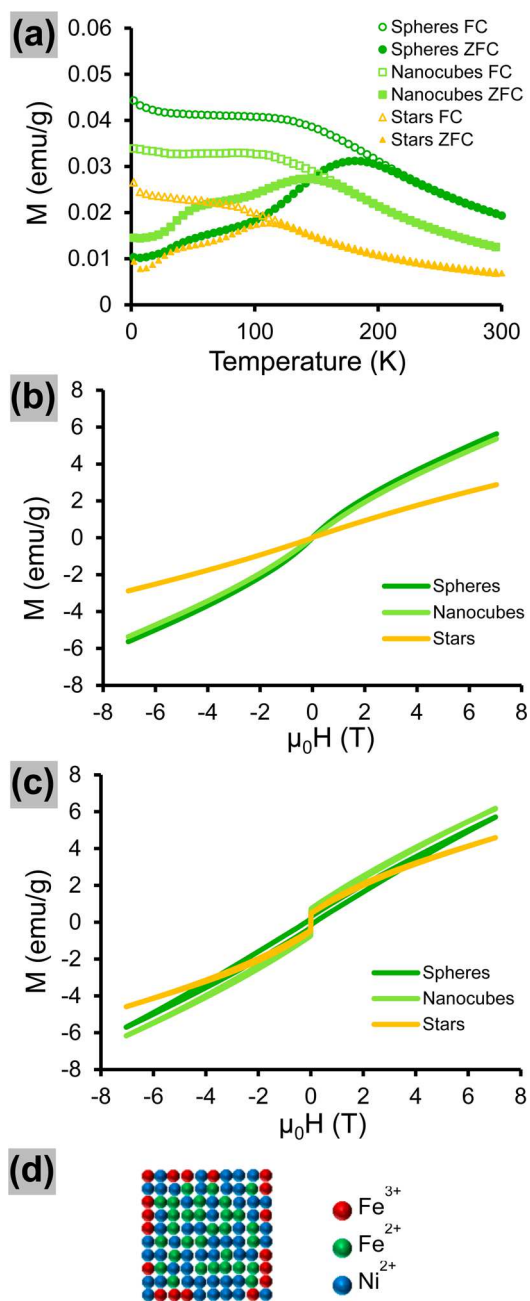 (a)
0.06
0.05
0.04
0.03
0.02
0.01
0
M (emu/g)
Spheres FC
Spheres ZFC
Nanocubes FC
Nanocubes ZFC
Stars FC
Stars ZFC
0 100 200 300
Temperature (K)
(b)
8
6
4
2
0
-2
-4
-6
-8
M (emu/g)
Spheres
Nanocubes
Stars
-8 -6 -4 -2 0 2 4 6 8
μ₀H (T)
(c)
8
6
4
2
0
-2
-4
-6
-8
M (emu/g)
Spheres
Nanocubes
Stars
-8 -6 -4 -2 0 2 4 6 8
μ₀H (T)
(d)
Fe³⁺
Fe²⁺
Ni²⁺